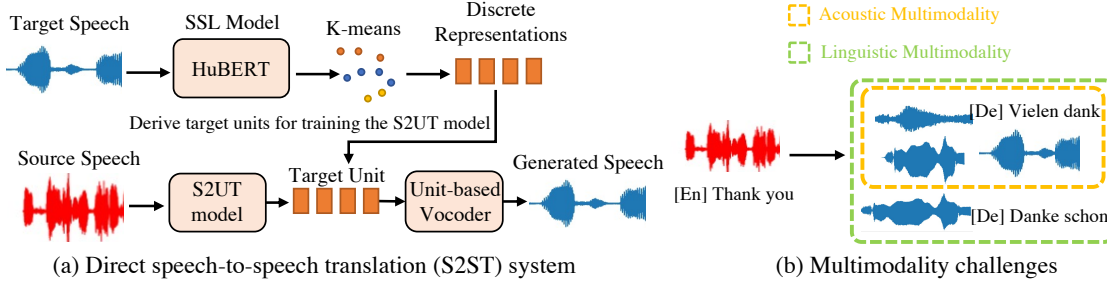 Target Speech
SSL Model
HuBERT
K-means
Discrete
Representations
Derive target units for training the S2UT model
Source Speech
S2UT
model
Target Unit
Unit-based
Vocoder
Generated Speech
(a) Direct speech-to-speech translation (S2ST) system
Acoustic Multimodality
Linguistic Multimodality
[De] Vielen dank
[En] Thank you
[De] Danke schon
(b) Multimodality challenges